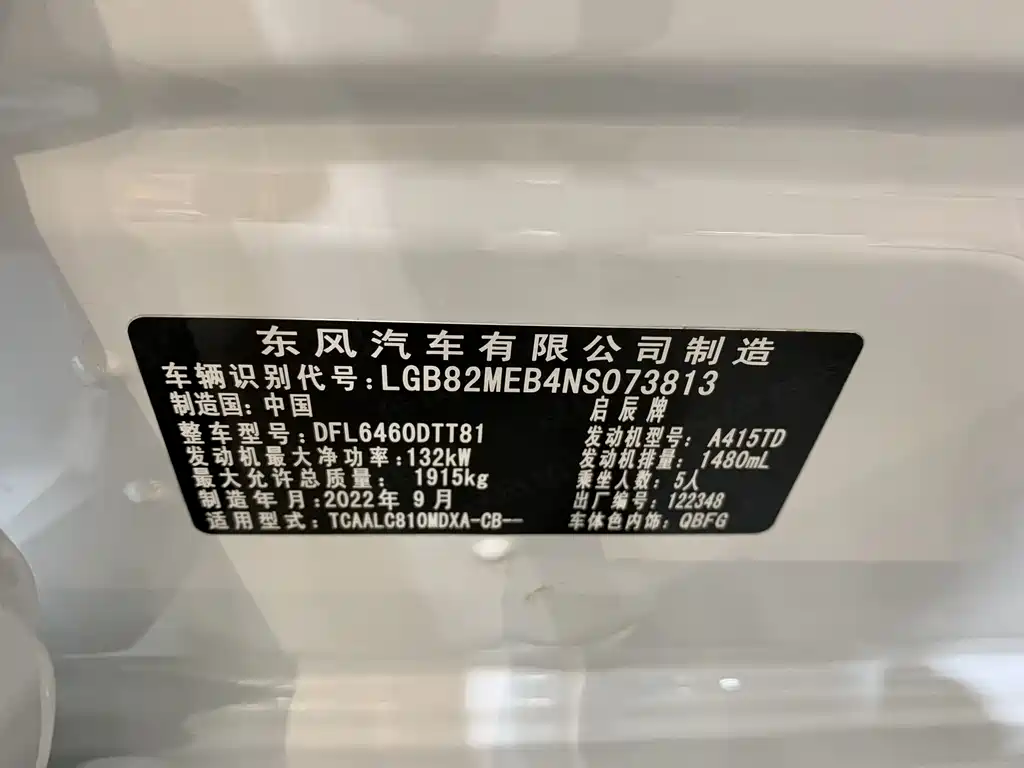 东风汽车有限公司制造
车辆识别代号:LGB82MEB4NS073813
制造国: 中国 启辰牌
整车型号:DFL6460DTT81 发动机型号: A415TD
发动机最大净功率:132kW 发动机排量: 1480mL
最大允许总质量: 1915kg 乘坐人数: 5人
制造年月:2022年 9月 出厂编号: 122348
适用型式: TCAALC810MDXA-CB-- 车体色内饰: QBFG